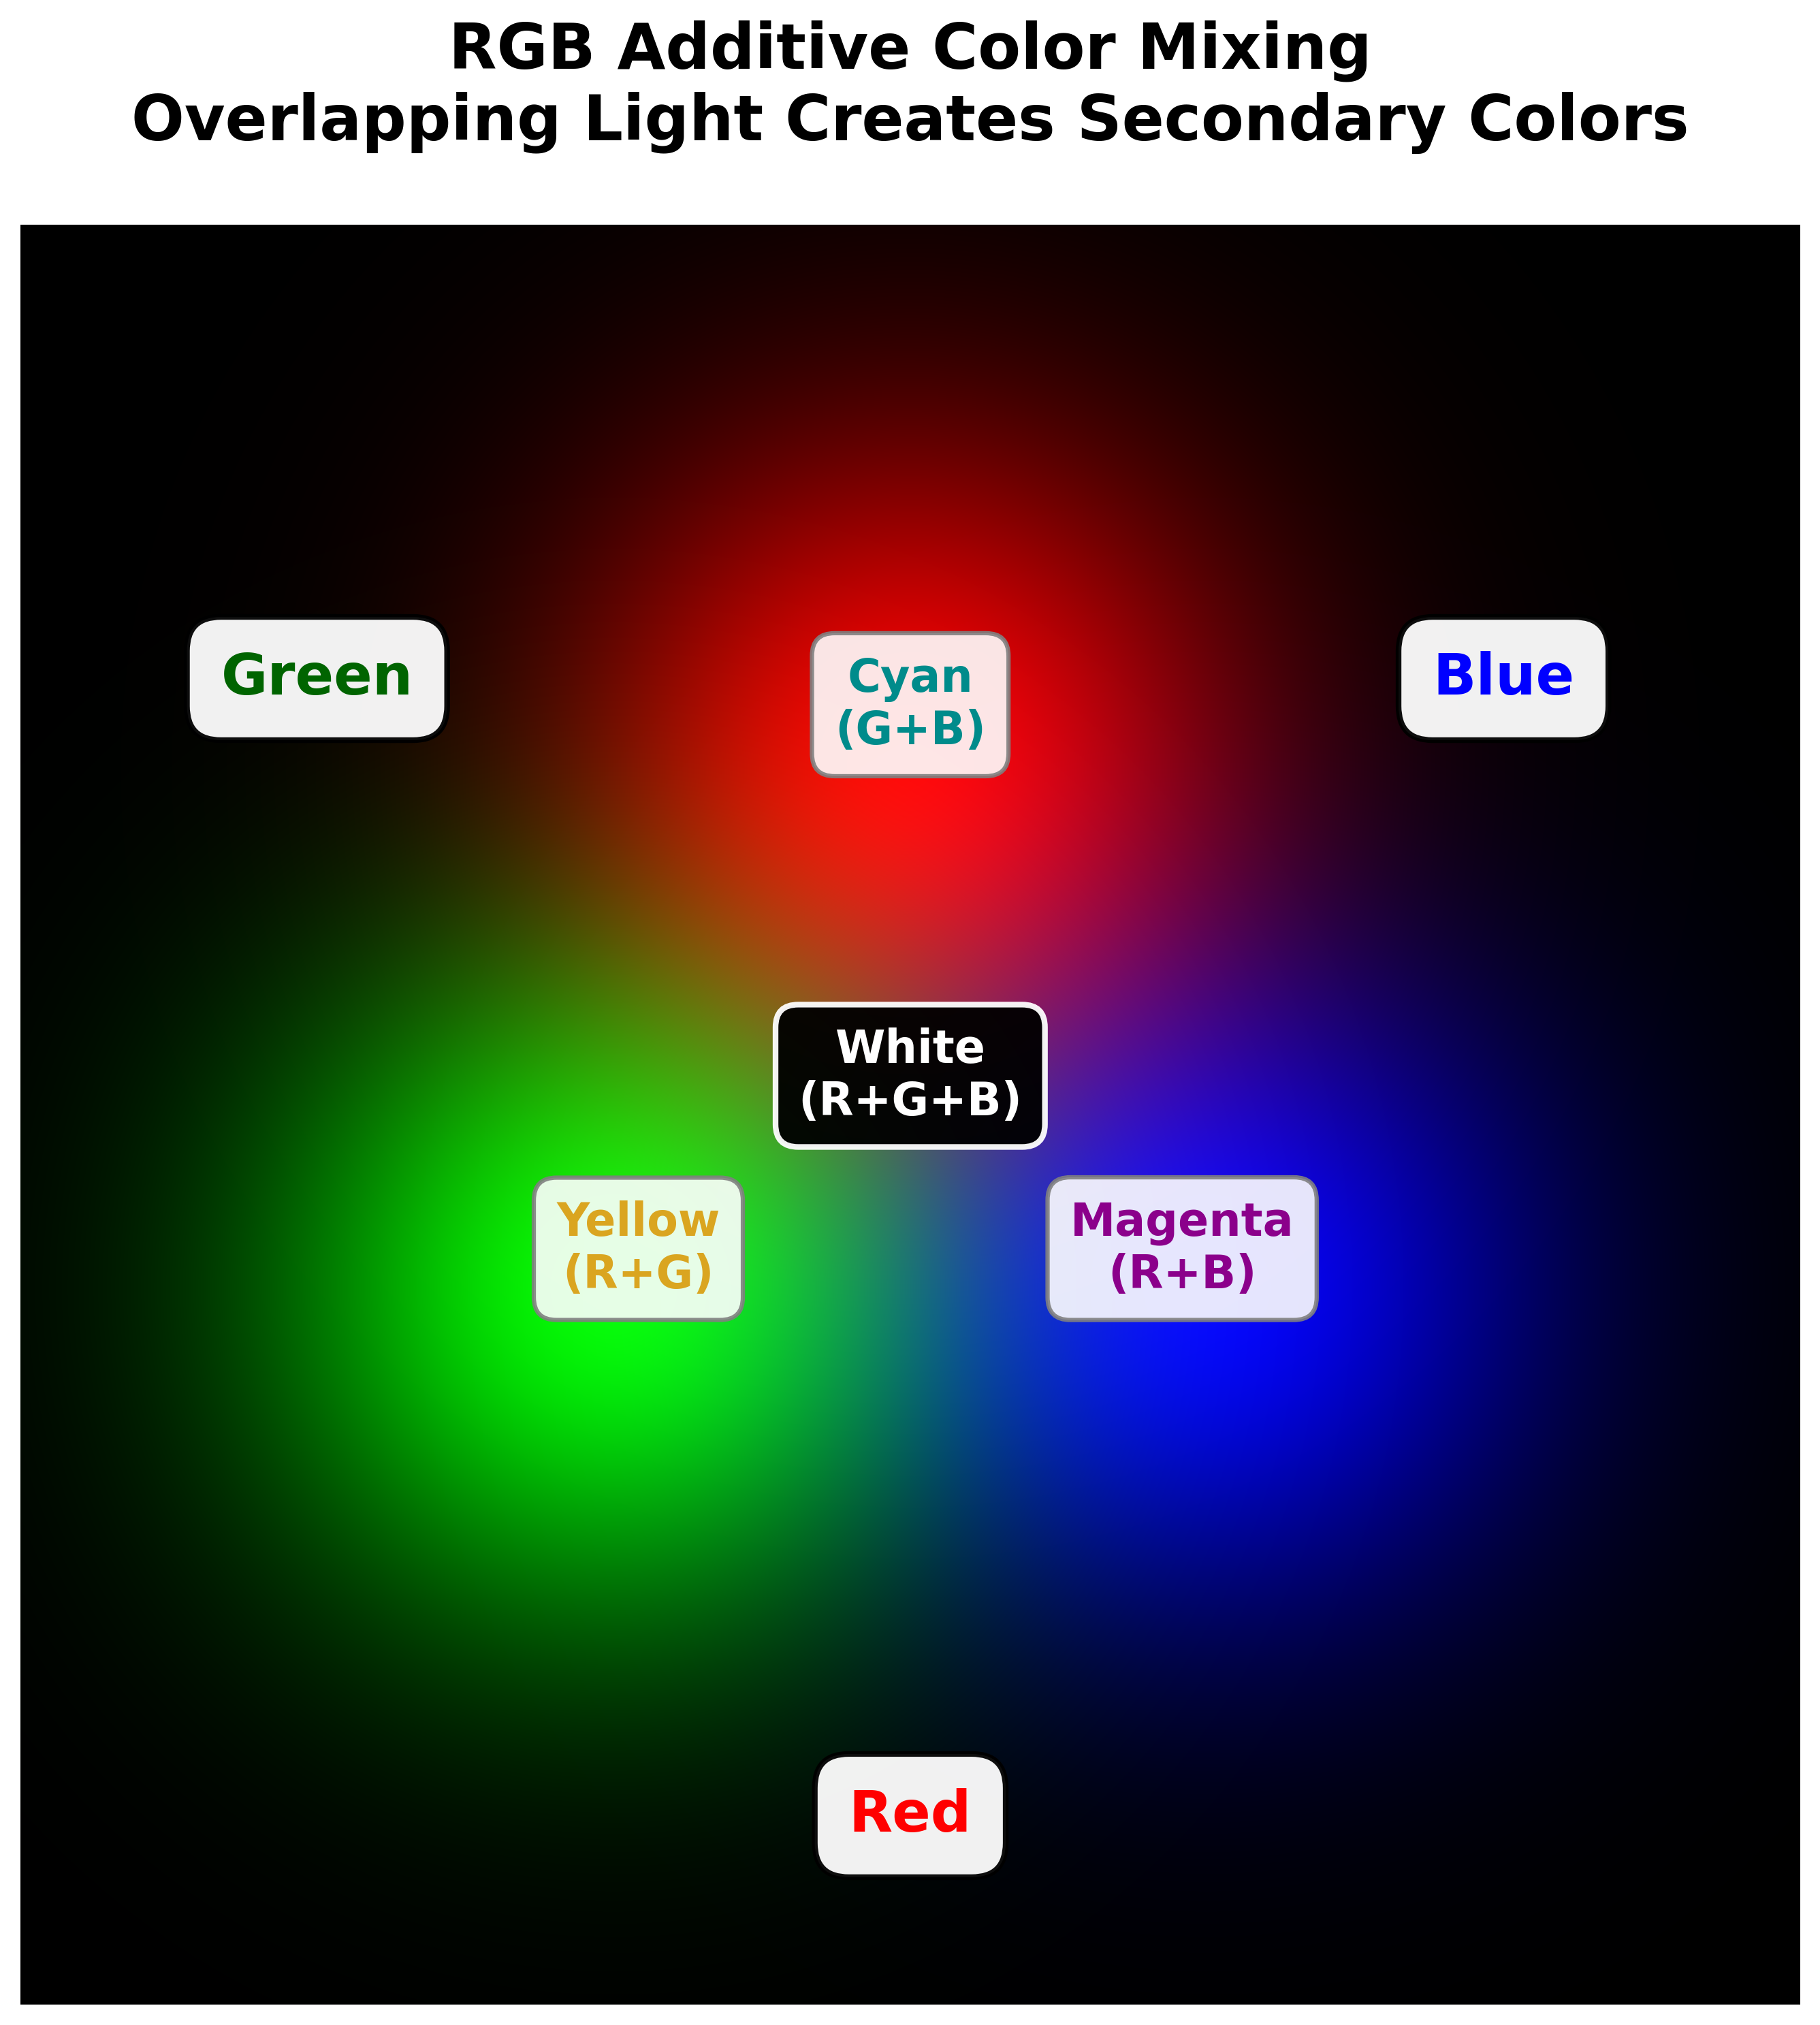 RGB Additive Color Mixing
Overlapping Light Creates Secondary Colors
Green
Cyan
(G+B)
Blue
White
(R+G+B)
Yellow
(R+G)
Magenta
(R+B)
Red